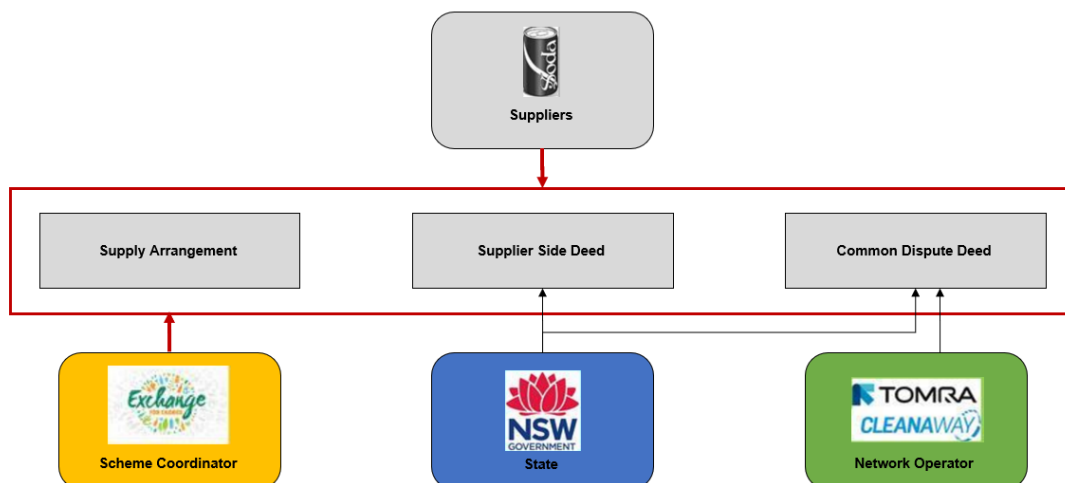 Soda
Suppliers
Supply Arrangement
Supplier Side Deed
Common Dispute Deed
Exchange
FOR CHANGE
Scheme Coordinator
NSW
GOVERNMENT
State
TOMRA
CLEANAWAY
Network Operator